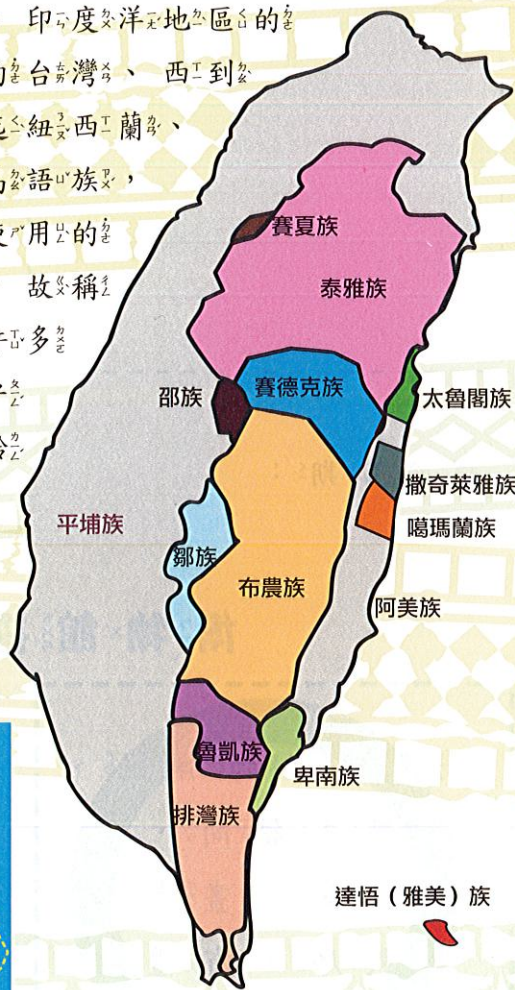 印度洋地區的
台灣、西到
紐西蘭、
語族，
用的
故稱
多
賽夏族
泰雅族
邵族
賽德克族
太魯閣族
撒奇萊雅族
噶瑪蘭族
平埔族
鄒族
布農族
阿美族
魯凱族
卑南族
排灣族
達悟（雅美）族